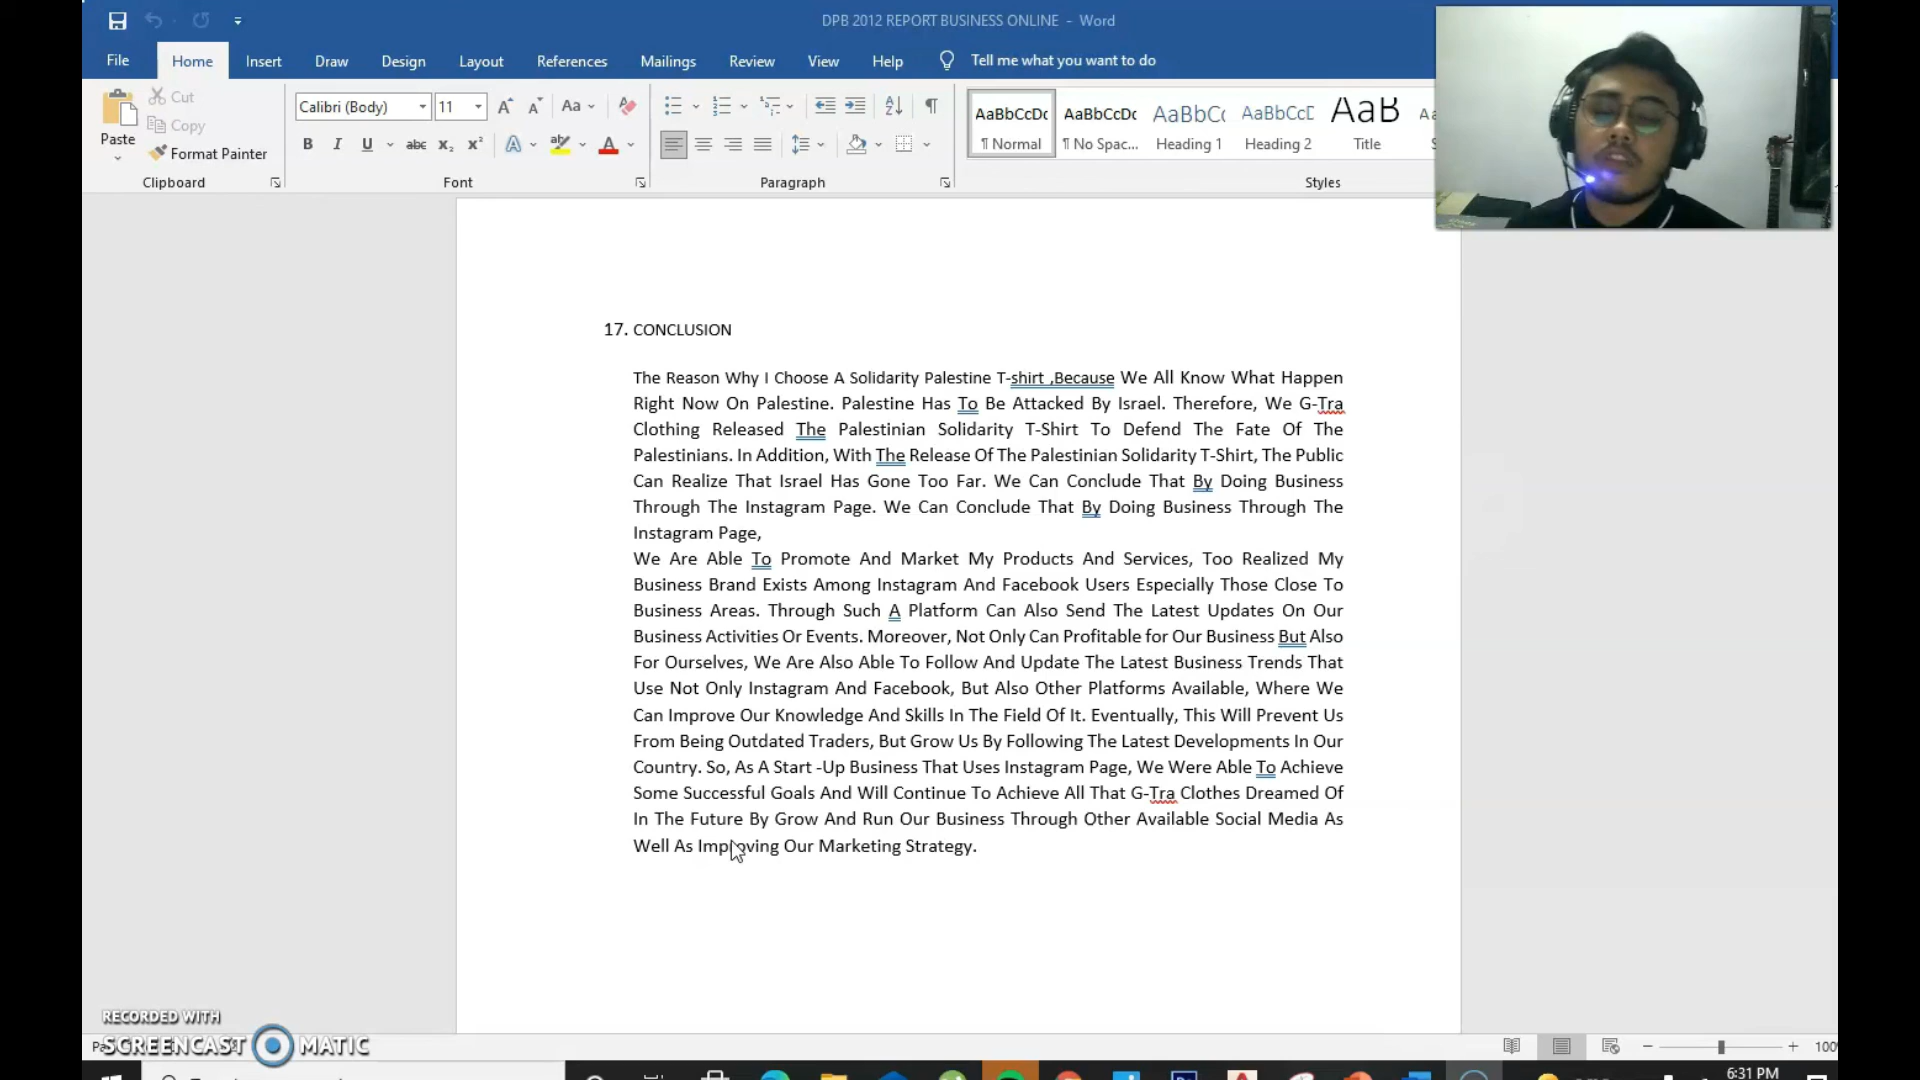 DPB 2012 REPORT BUSINESS ONLINE - Word
File Home Insert Draw Design Layout References Mailings Review View Help Tell me what you want to do
Paste
Cut
Copy
Format Painter
Clipboard
Calibri (Body) 11 Aa
B I U abc X₂ X² A A
Font
Paragraph
AaBbCcDc AaBbCcDc AaBbCc AaBbCcD AaB
¶ Normal ¶ No Spac... Heading 1 Heading 2 Title
Styles
17. CONCLUSION
The Reason Why I Choose A Solidarity Palestine T-shirt ,Because We All Know What Happen
Right Now On Palestine. Palestine Has To Be Attacked By Israel. Therefore, We G-Tra
Clothing Released The Palestinian Solidarity T-Shirt To Defend The Fate Of The
Palestinians. In Addition, With The Release Of The Palestinian Solidarity T-Shirt, The Public
Can Realize That Israel Has Gone Too Far. We Can Conclude That By Doing Business
Through The Instagram Page. We Can Conclude That By Doing Business Through The
Instagram Page,
We Are Able To Promote And Market My Products And Services, Too Realized My
Business Brand Exists Among Instagram And Facebook Users Especially Those Close To
Business Areas. Through Such A Platform Can Also Send The Latest Updates On Our
Business Activities Or Events. Moreover, Not Only Can Profitable for Our Business But Also
For Ourselves, We Are Also Able To Follow And Update The Latest Business Trends That
Use Not Only Instagram And Facebook, But Also Other Platforms Available, Where We
Can Improve Our Knowledge And Skills In The Field Of It. Eventually, This Will Prevent Us
From Being Outdated Traders, But Grow Us By Following The Latest Developments In Our
Country. So, As A Start -Up Business That Uses Instagram Page, We Were Able To Achieve
Some Successful Goals And Will Continue To Achieve All That G-Tra Clothes Dreamed Of
In The Future By Grow And Run Our Business Through Other Available Social Media As
Well As Improving Our Marketing Strategy.
RECORDED WITH
SCREENCAST MATIC
100
6:31 PM